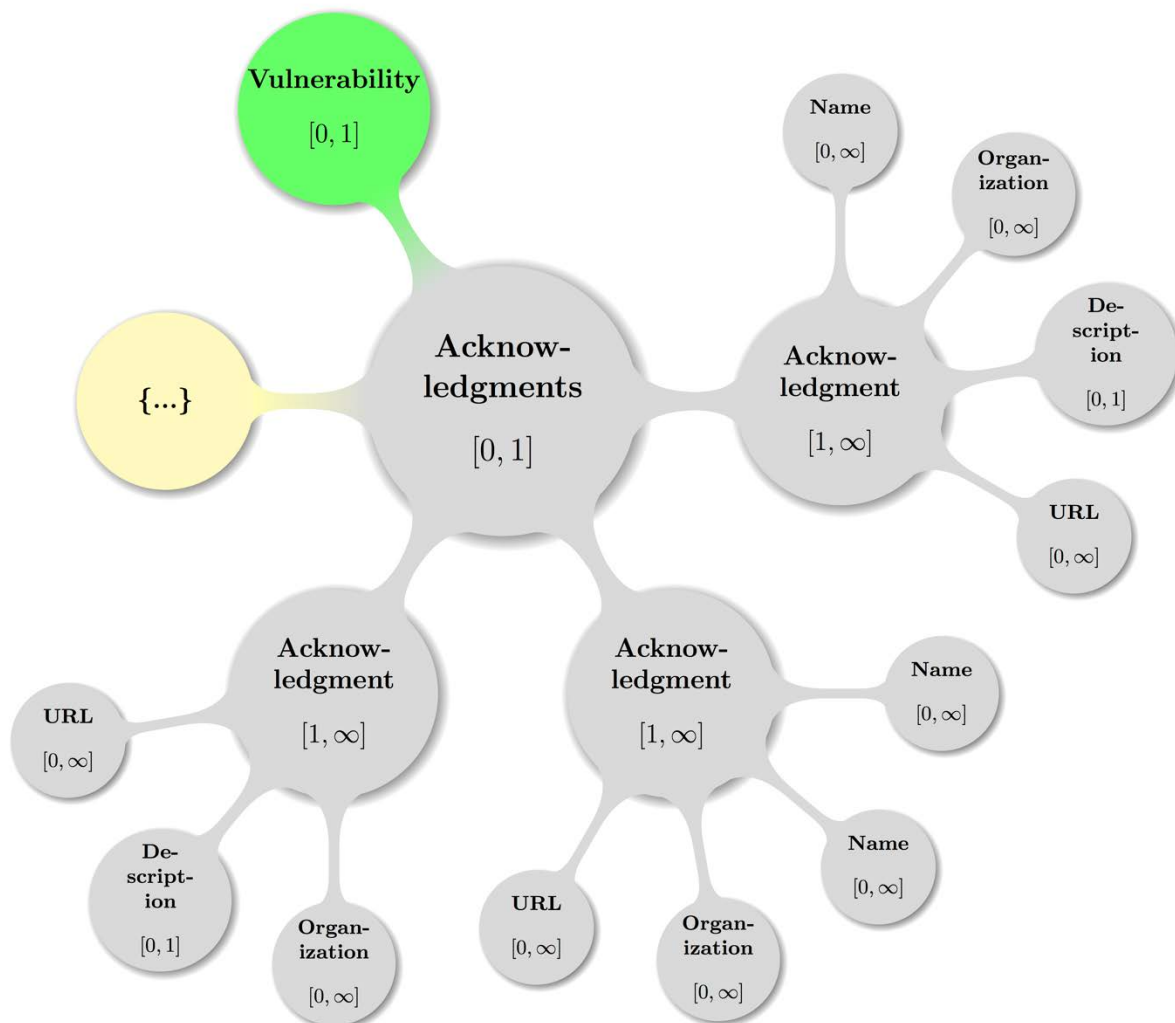 Vulnerability
[0, 1]
Name
[0, ∞]
Organ-
ization
[0, ∞]
{...}
Acknow-
ledgments
[0, 1]
Acknow-
ledgment
[1, ∞]
De-
script-
ion
[0, 1]
URL
[0, ∞]
Acknow-
ledgment
[1, ∞]
Acknow-
ledgment
[1, ∞]
Name
[0, ∞]
URL
[0, ∞]
De-
script-
ion
[0, 1]
Organ-
ization
[0, ∞]
URL
[0, ∞]
Organ-
ization
[0, ∞]
Name
[0, ∞]